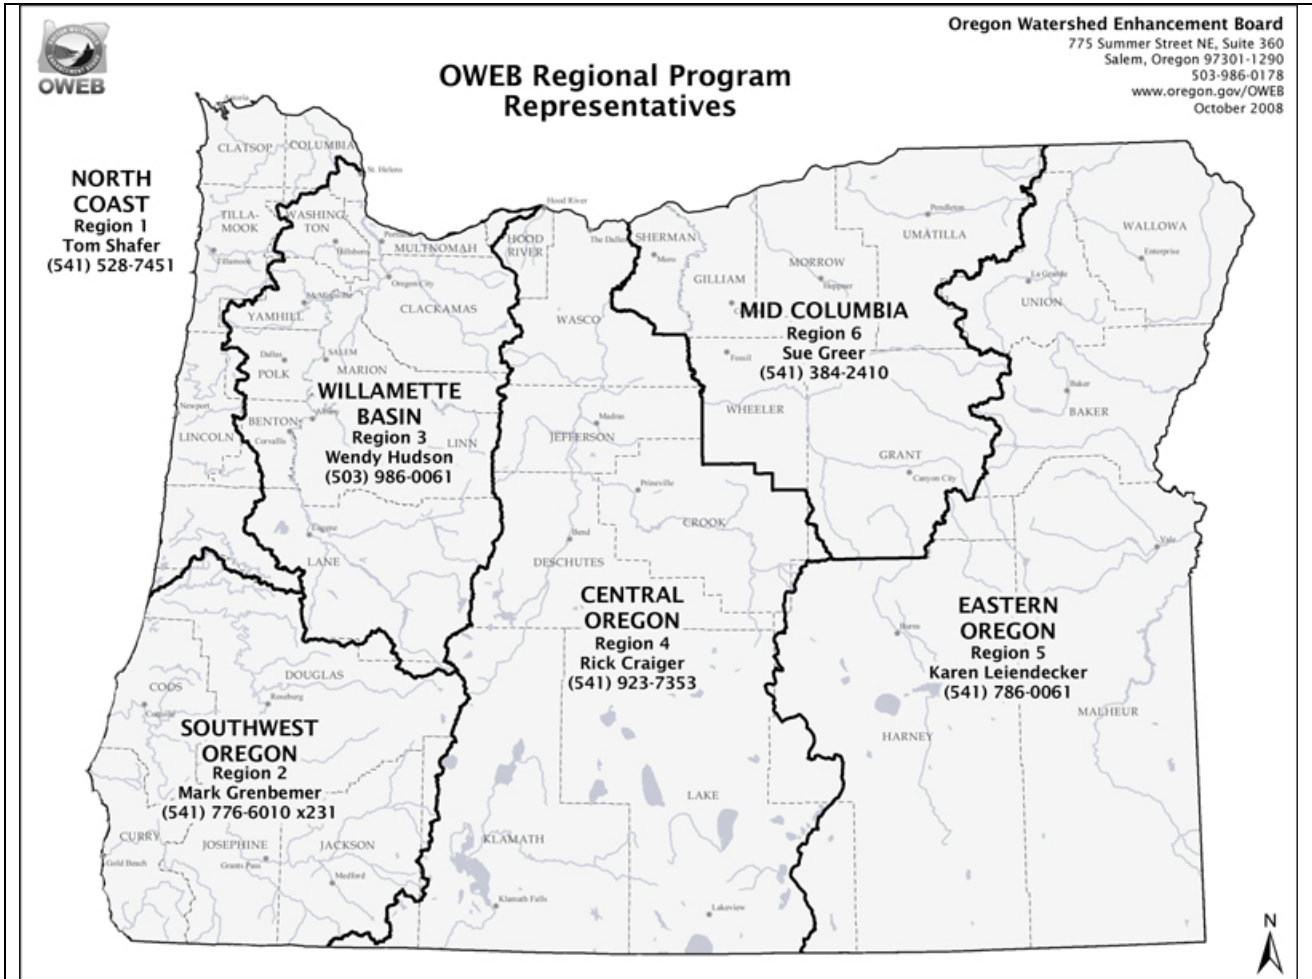 OWEB
Oregon Watershed Enhancement Board
775 Summer Street NE, Suite 360
Salem, Oregon 97301-1290
503-986-0178
www.oregon.gov/OWEB
October 2008
OWEB Regional Program
Representatives
NORTH
COAST
Region 1
Tom Shafer
(541) 528-7451
Astoria
CLATSOP
COLUMBIA
St. Helens
TILLA-
MOOK
Tillamook
WASHING-
TON
Hillsboro
MULTNOMAH
Oregon City
McMinnville
YAMHILL
CLACKAMAS
Hood River
HOOD
RIVER
The Dalles
WASCO
SHERMAN
Moro
GILLIAM
MORROW
Heppner
Pendleton
UMATILLA
WALLOWA
Enterprise
La Grande
UNION
MID COLUMBIA
Region 6
Sue Greer
(541) 384-2410
Fossil
WHEELER
GRANT
Canyon City
Baker
BAKER
Dallas
POLK
SALEM
MARION
WILLAMETTE
BASIN
Region 3
Wendy Hudson
(503) 986-0061
Newport
LINCOLN
BENTON
Albany
Corvallis
LINN
Eugene
LANE
Madras
JEFFERSON
Prineville
CROOK
Bend
DESCHUTES
CENTRAL
OREGON
Region 4
Rick Craiger
(541) 923-7353
EASTERN
OREGON
Region 5
Karen Leiendecker
(541) 786-0061
Vale
Burns
MALHEUR
HARNEY
DOUGLAS
Roseburg
COOS
Coquille
SOUTHWEST
OREGON
Region 2
Mark Grenbemer
(541) 776-6010 x231
CURRY
Gold Beach
JOSEPHINE
Grants Pass
JACKSON
Medford
KLAMATH
Klamath Falls
LAKE
Lakeview
N